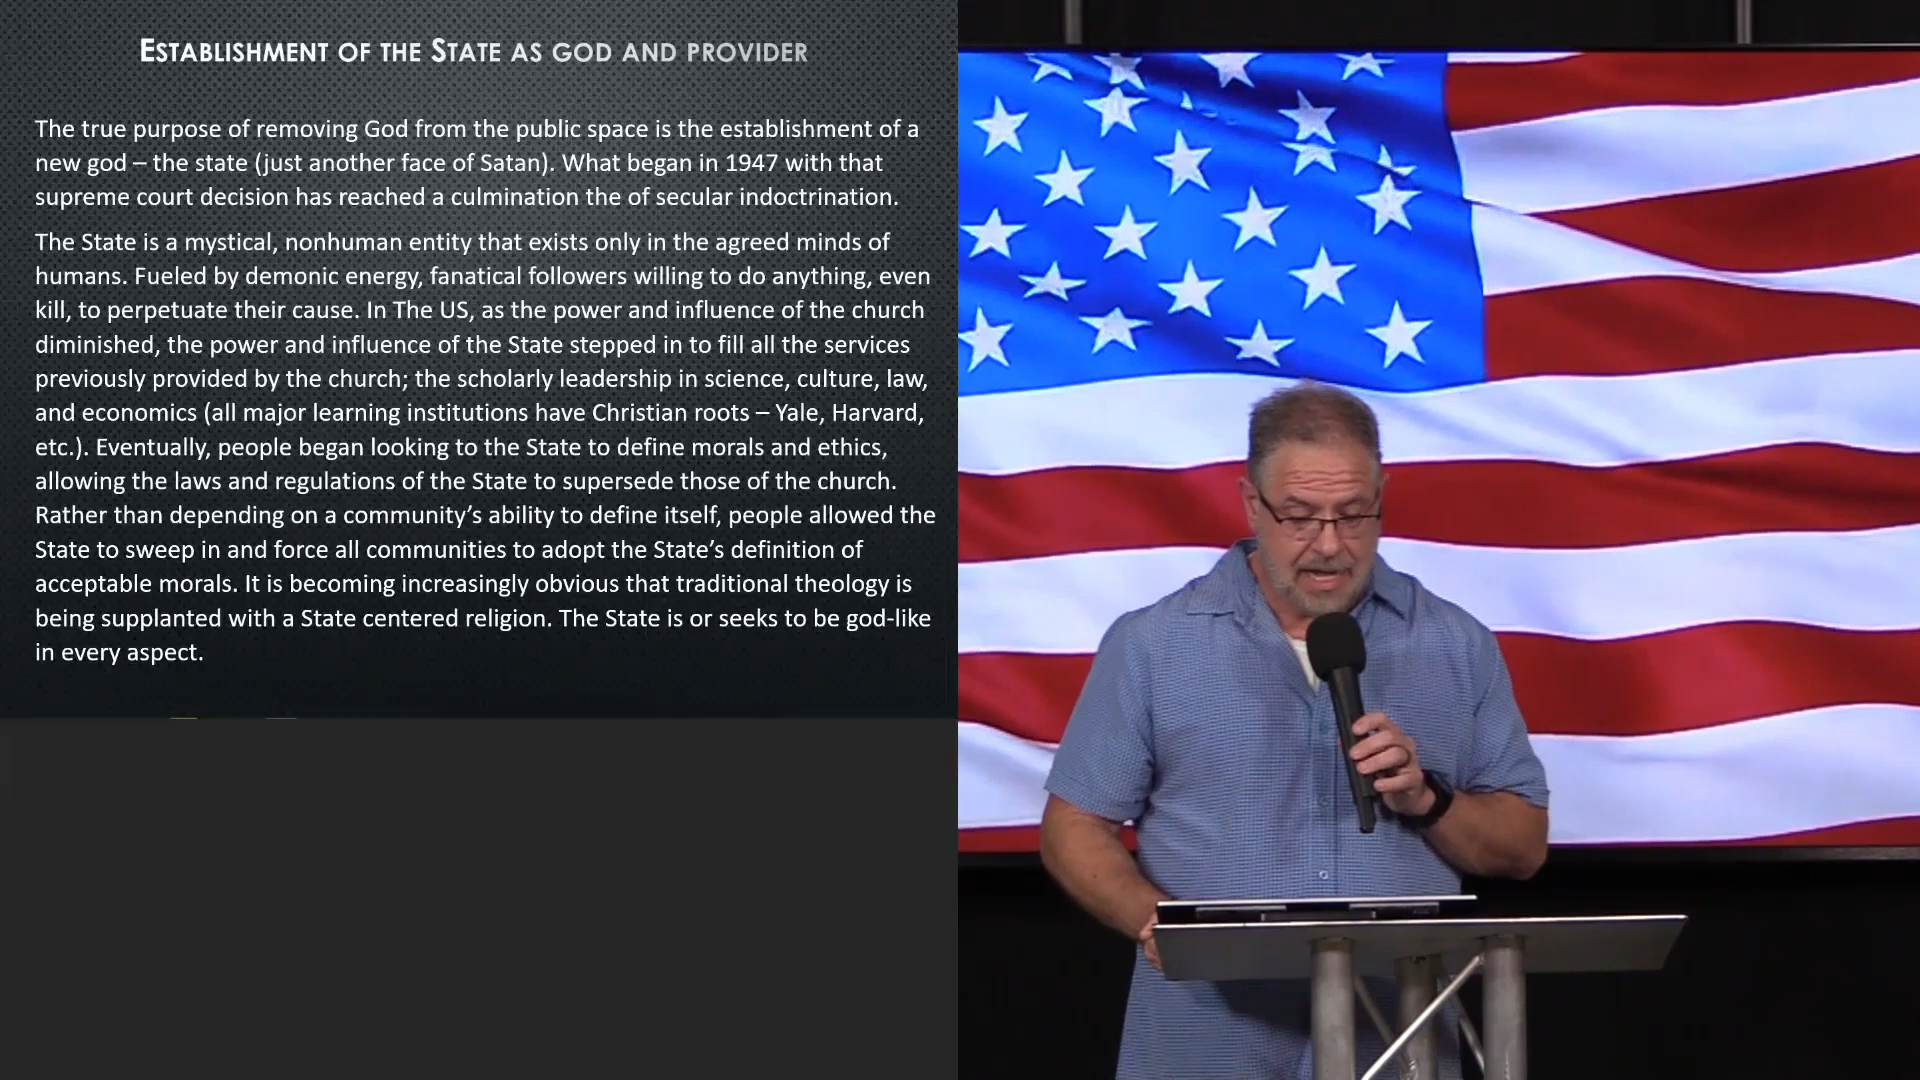 ESTABLISHMENT OF THE STATE AS GOD AND PROVIDER
The true purpose of removing God from the public space is the establishment of a
new god – the state (just another face of Satan). What began in 1947 with that
supreme court decision has reached a culmination the of secular indoctrination.
The State is a mystical, nonhuman entity that exists only in the agreed minds of
humans. Fueled by demonic energy, fanatical followers willing to do anything, even
kill, to perpetuate their cause. In The US, as the power and influence of the church
diminished, the power and influence of the State stepped in to fill all the services
previously provided by the church; the scholarly leadership in science, culture, law,
and economics (all major learning institutions have Christian roots – Yale, Harvard,
etc.). Eventually, people began looking to the State to define morals and ethics,
allowing the laws and regulations of the State to supersede those of the church.
Rather than depending on a community’s ability to define itself, people allowed the
State to sweep in and force all communities to adopt the State’s definition of
acceptable morals. It is becoming increasingly obvious that traditional theology is
being supplanted with a State centered religion. The State is or seeks to be god-like
in every aspect.